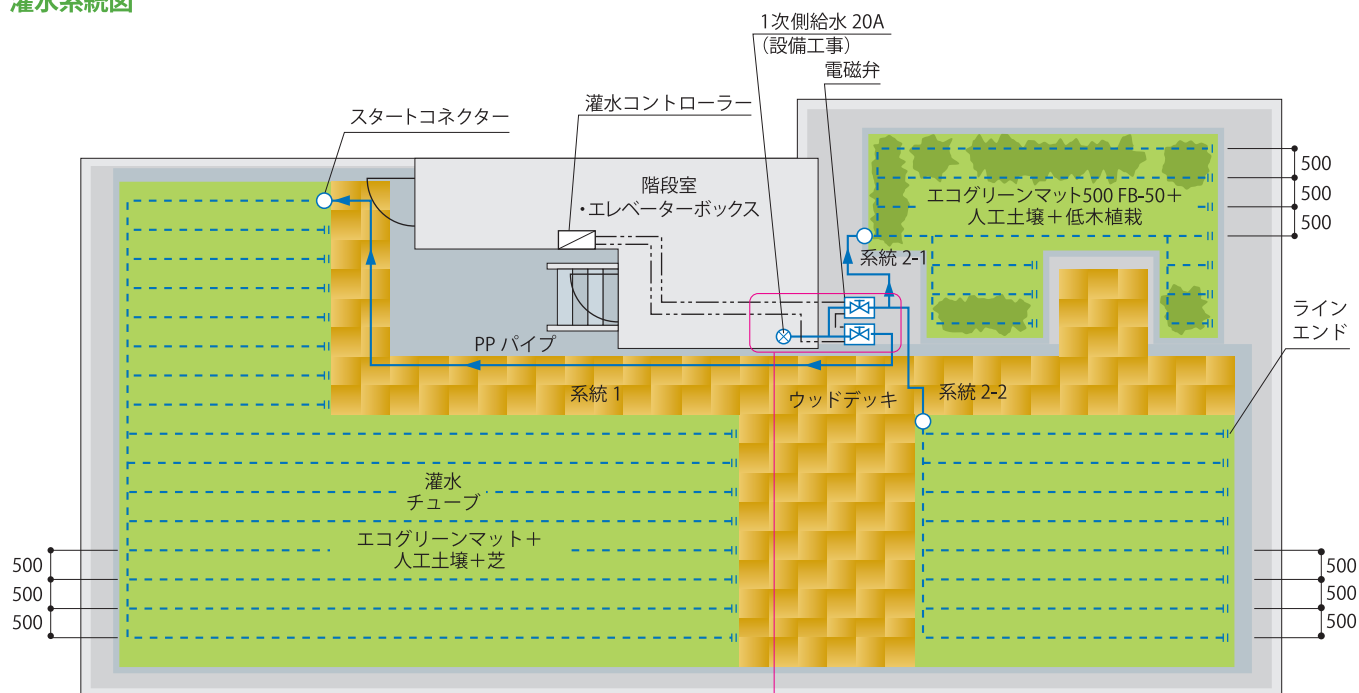 灌水系統図
1次側給水 20A
(設備工事)
電磁弁
灌水コントローラー
スタートコネクター
階段室
・エレベーターボックス
エコグリーンマット500 FB-50+
人工土壌+低木植栽
500
500
500
系統 2-1
ライン
エンド
PP パイプ
系統 1
ウッドデッキ
系統 2-2
灌水
チューブ
エコグリーンマット+
人工土壌+芝
500
500
500
500
500
500